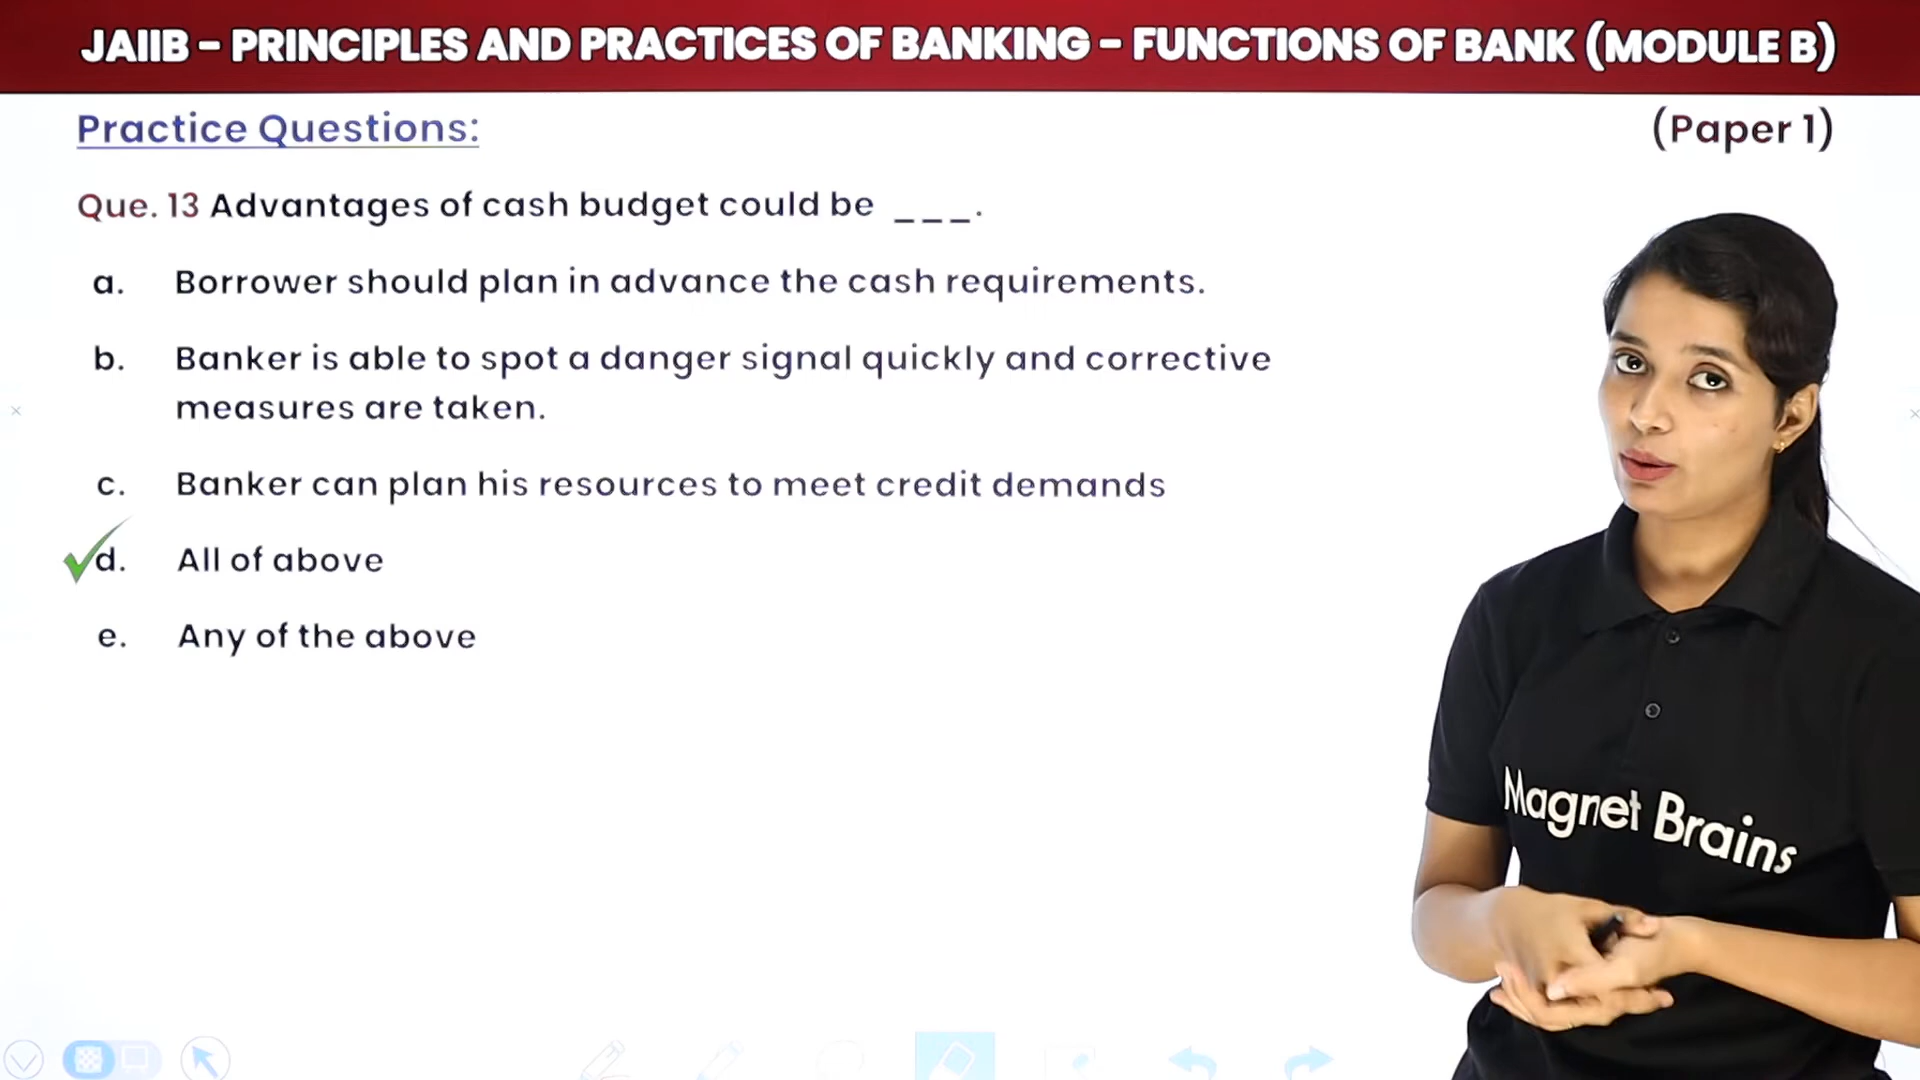 JAIIB – PRINCIPLES AND PRACTICES OF BANKING – FUNCTIONS OF BANK (MODULE B)
Practice Questions:
(Paper 1)
Que. 13 Advantages of cash budget could be _ _ _.
a. Borrower should plan in advance the cash requirements.
b. Banker is able to spot a danger signal quickly and corrective
measures are taken.
c. Banker can plan his resources to meet credit demands
d. All of above
e. Any of the above
Magnet Brains